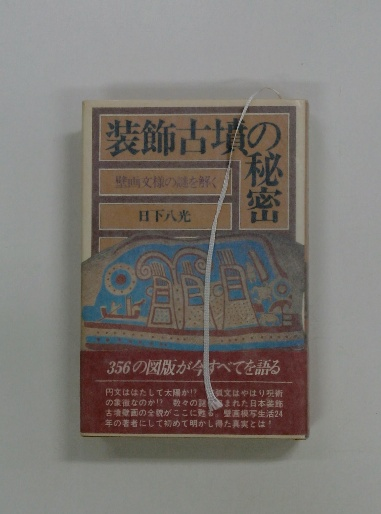 装飾古墳の秘密
壁画文様の謎を解く
日下八光
356の図版が今すべてを語る
円文ははたして太陽か!? 文はやはり呪術
の象徴なのか!? 数々の謎 まれた日本装飾
古墳壁画の全貌がここに甦る 壁画模写生活24
年の著者にして初めて明かし得た真実とは!